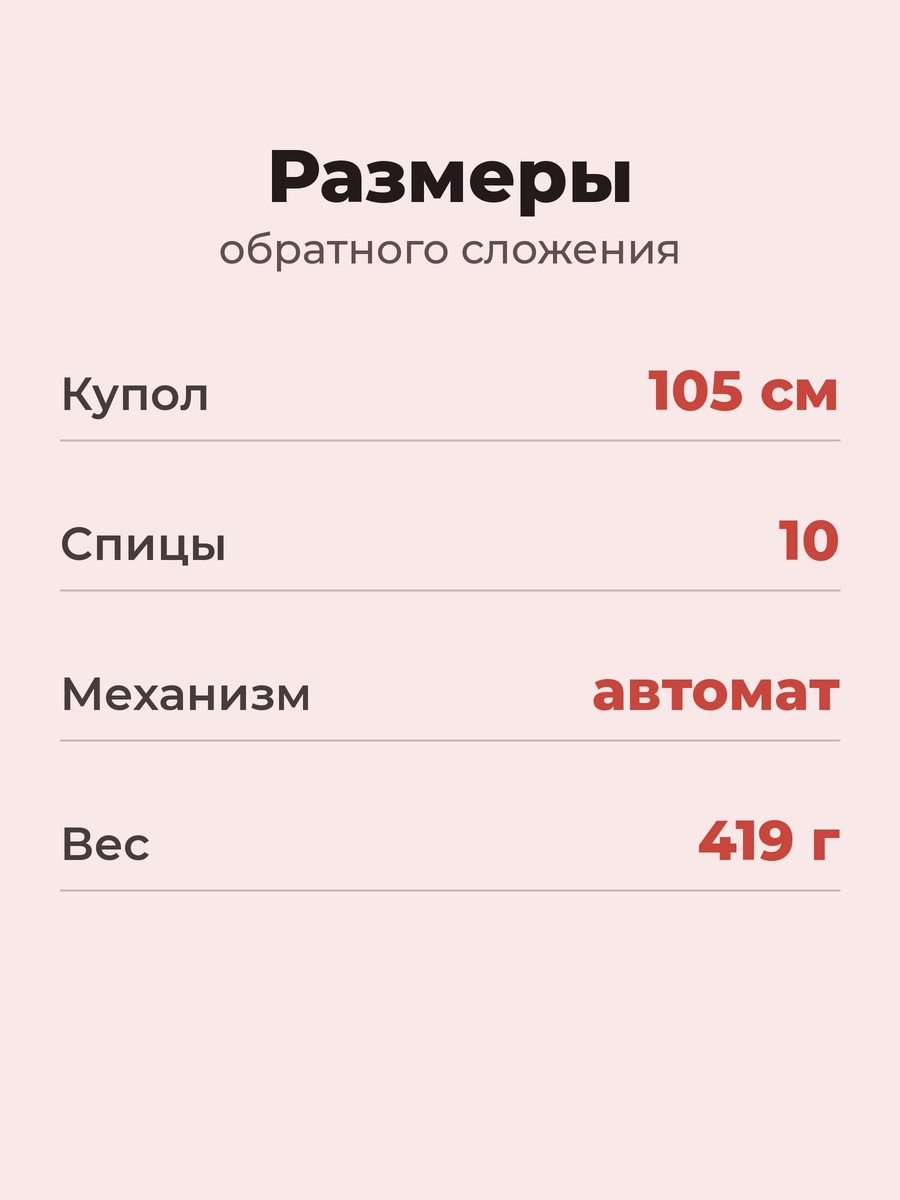 Размеры
обратного сложения
Купол 105 см
Спицы 10
Механизм автомат
Вес 419 г